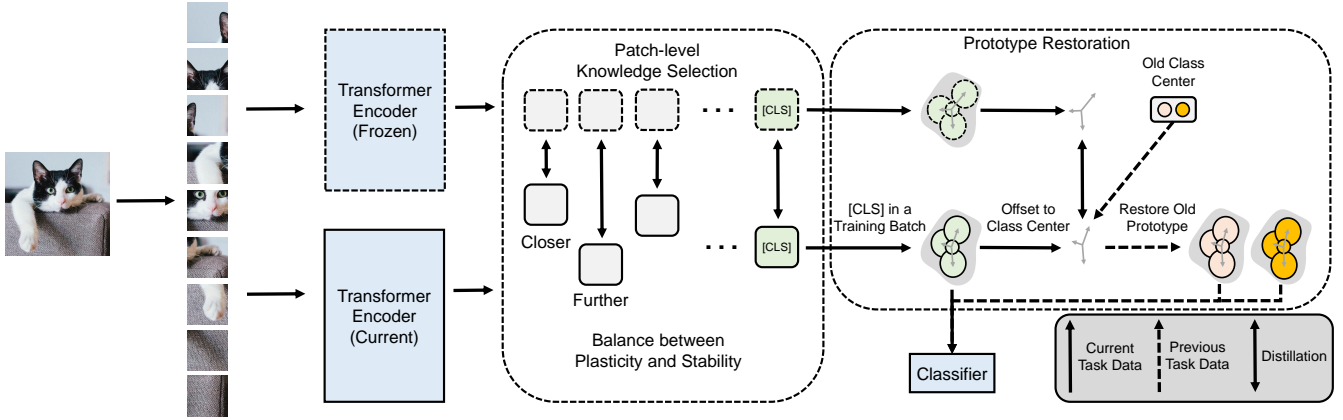 Transformer
Encoder
(Frozen)
Transformer
Encoder
(Current)
Patch-level
Knowledge Selection
[CLS]
Closer
Further
[CLS]
Balance between
Plasticity and Stability
Prototype Restoration
Old Class
Center
[CLS] in a
Training Batch
Offset to
Class Center
Restore Old
Prototype
Classifier
Current
Task Data
Previous
Task Data
Distillation